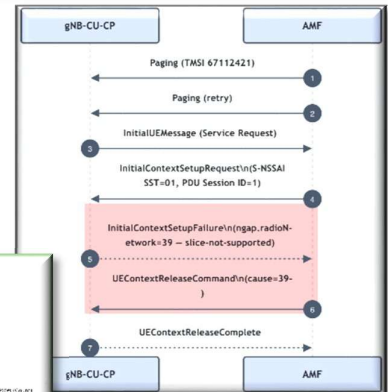 gNB-CU-CP
AMF
Paging (TMSI 67112421)
1
Paging (retry)
2
InitialUEMessage (Service Request)
3
InitialContextSetupRequest\n(S-NSSAI
SST=01, PDU Session ID=1)
4
InitialContextSetupFailure\n(ngap.radioN-
etwork=39 — slice-not-supported)
5
UEContextReleaseCommand\n(cause=39-
)
6
UEContextReleaseComplete
7
gNB-CU-CP
AMF